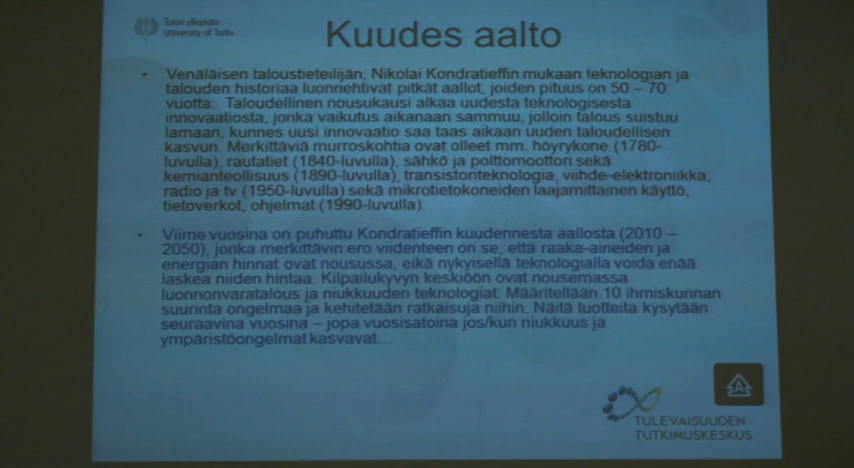 Turun yliopisto
University of Turku
Kuudes aalto
• Venäläisen taloustieteilijän, Nikolai Kondratieffin mukaan teknologian ja
talouden historiaa luonnehtivat pitkät aallot, joiden pituus on 50 – 70
vuotta. Taloudellinen nousukausi alkaa uudesta teknologisesta
innovaatiosta, jonka vaikutus aikanaan sammuu, jolloin talous suistuu
lamaan, kunnes uusi innovaatio saa taas aikaan uuden taloudellisen
kasvun. Merkittäviä murroskohtia ovat olleet mm. höyrykone (1780-
luvulla), rautatiet (1840-luvulla), sähkö ja polttomoottori sekä
kemianteollisuus (1890-luvulla), transistoriteknologia, viihde-elektroniikka,
radio ja tv (1950-luvulla) sekä mikrotietokoneiden laajamittainen käyttö,
tietoverkot, ohjelmat (1990-luvulla).
• Viime vuosina on puhuttu Kondratieffin kuudennesta aallosta (2010 –
2050), jonka merkittävin ero viidenteen on se, että raaka-aineiden ja
energian hinnat ovat nousussa, eikä nykyisellä teknologialla voida enää
laskea niiden hintaa. Kilpailukyvyn keskiöön ovat nousemassa
luonnonvaratalous ja niukkuuden teknologiat. Määritellään 10 ihmiskunnan
suurinta ongelmaa ja kehitetään ratkaisuja niihin. Näitä tuotteita kysytään
seuraavina vuosina – jopa vuosisatoina jos/kun niukkuus ja
ympäristöongelmat kasvavat…
A
TULEVAISUUDEN
TUTKIMUSKESKUS